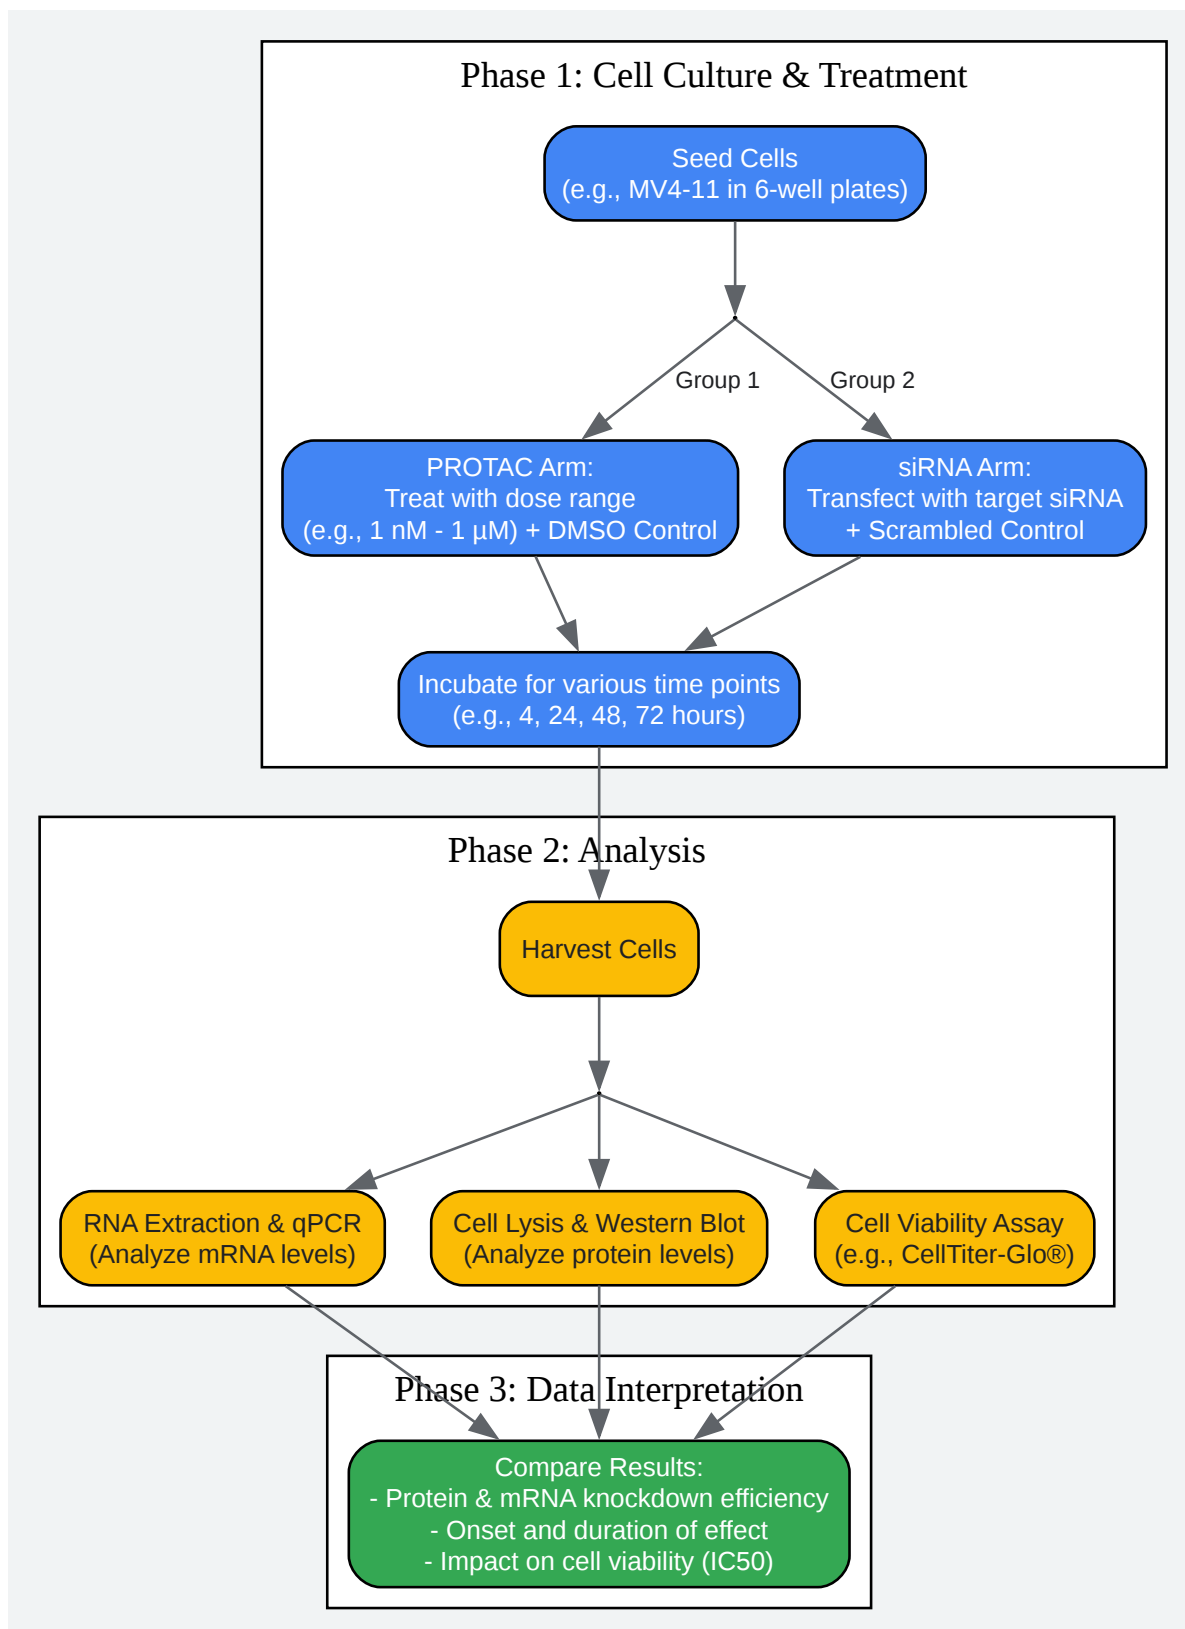 Phase 1: Cell Culture & Treatment
Seed Cells
(e.g., MV4-11 in 6-well plates)
Group 1
Group 2
PROTAC Arm:
Treat with dose range
(e.g., 1 nM - 1 µM) + DMSO Control
siRNA Arm:
Transfect with target siRNA
+ Scrambled Control
Incubate for various time points
(e.g., 4, 24, 48, 72 hours)
Phase 2: Analysis
Harvest Cells
RNA Extraction & qPCR
(Analyze mRNA levels)
Cell Lysis & Western Blot
(Analyze protein levels)
Cell Viability Assay
(e.g., CellTiter-Glo®)
Phase 3: Data Interpretation
Compare Results:
- Protein & mRNA knockdown efficiency
- Onset and duration of effect
- Impact on cell viability (IC50)